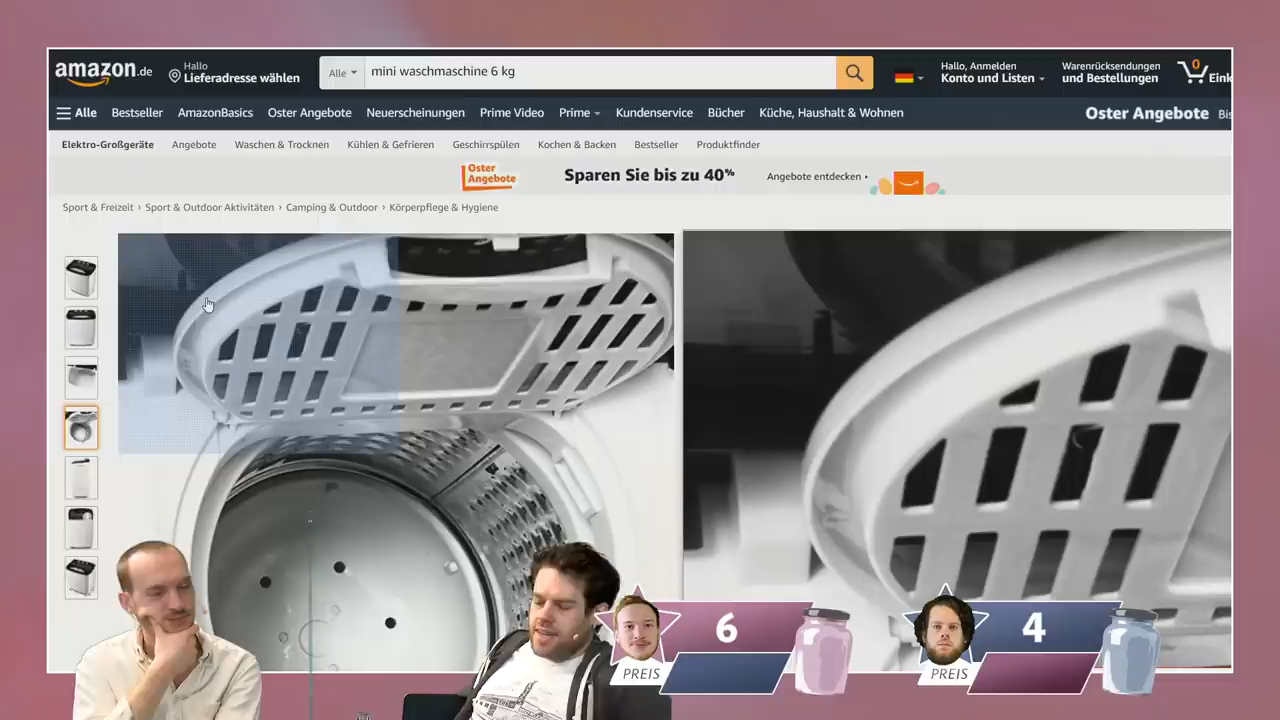 amazon.de
Hallo
Lieferadresse wählen
Alle
mini waschmaschine 6 kg
Hallo, Anmelden
Konto und Listen
Warenrücksendungen
und Bestellungen
0
Eink
Alle
Bestseller
AmazonBasics
Oster Angebote
Neuerscheinungen
Prime Video
Prime
Kundenservice
Bücher
Küche, Haushalt & Wohnen
Oster Angebote
Bis
Elektro-Großgeräte
Angebote
Waschen & Trocknen
Kühlen & Gefrieren
Geschirrspülen
Kochen & Backen
Bestseller
Produktfinder
Oster
Angebote
Sparen Sie bis zu 40%
Angebote entdecken
Sport & Freizeit › Sport & Outdoor Aktivitäten › Camping & Outdoor › Körperpflege & Hygiene
6
PREIS
4
PREIS